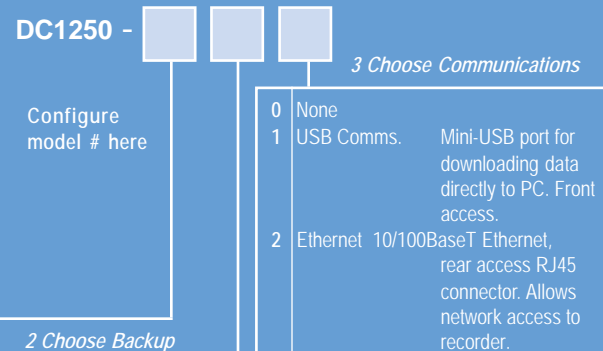 DC1250 -
3 Choose Communications
Configure
model # here
0 None
1 USB Comms. Mini-USB port for
downloading data
directly to PC. Front
access.
2 Ethernet 10/100BaseT Ethernet,
rear access RJ45
connector. Allows
network access to
recorder.
2 Choose Backup